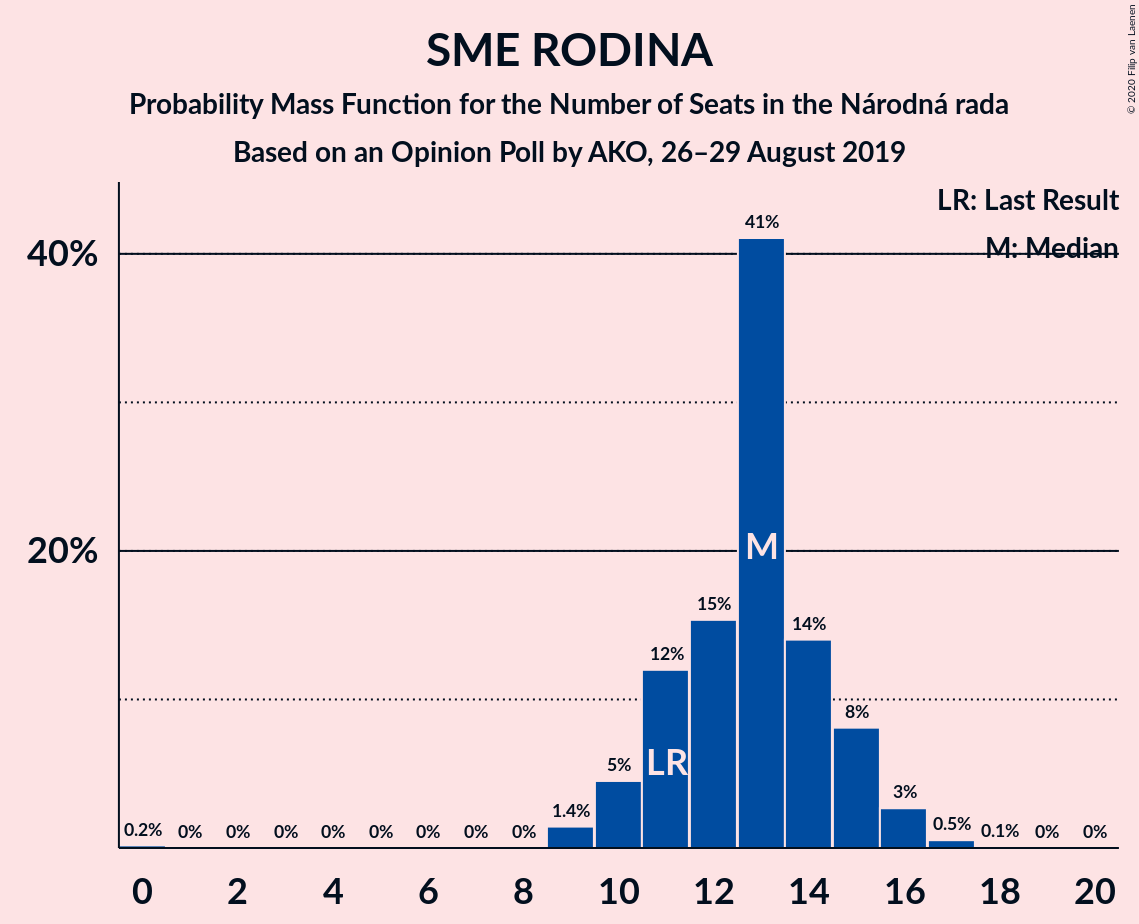 SME RODINA
Probability Mass Function for the Number of Seats in the Národná rada
Based on an Opinion Poll by AKO, 26–29 August 2019
© 2020 Filip van Laenen
LR: Last Result
M: Median
40%
20%
0.2% 0% 0% 0% 0% 0% 0% 0% 0% 1.4% 5% 12% 15% 41% 14% 8% 3% 0.5% 0.1% 0% 0%
LR
M
0 2 4 6 8 10 12 14 16 18 20